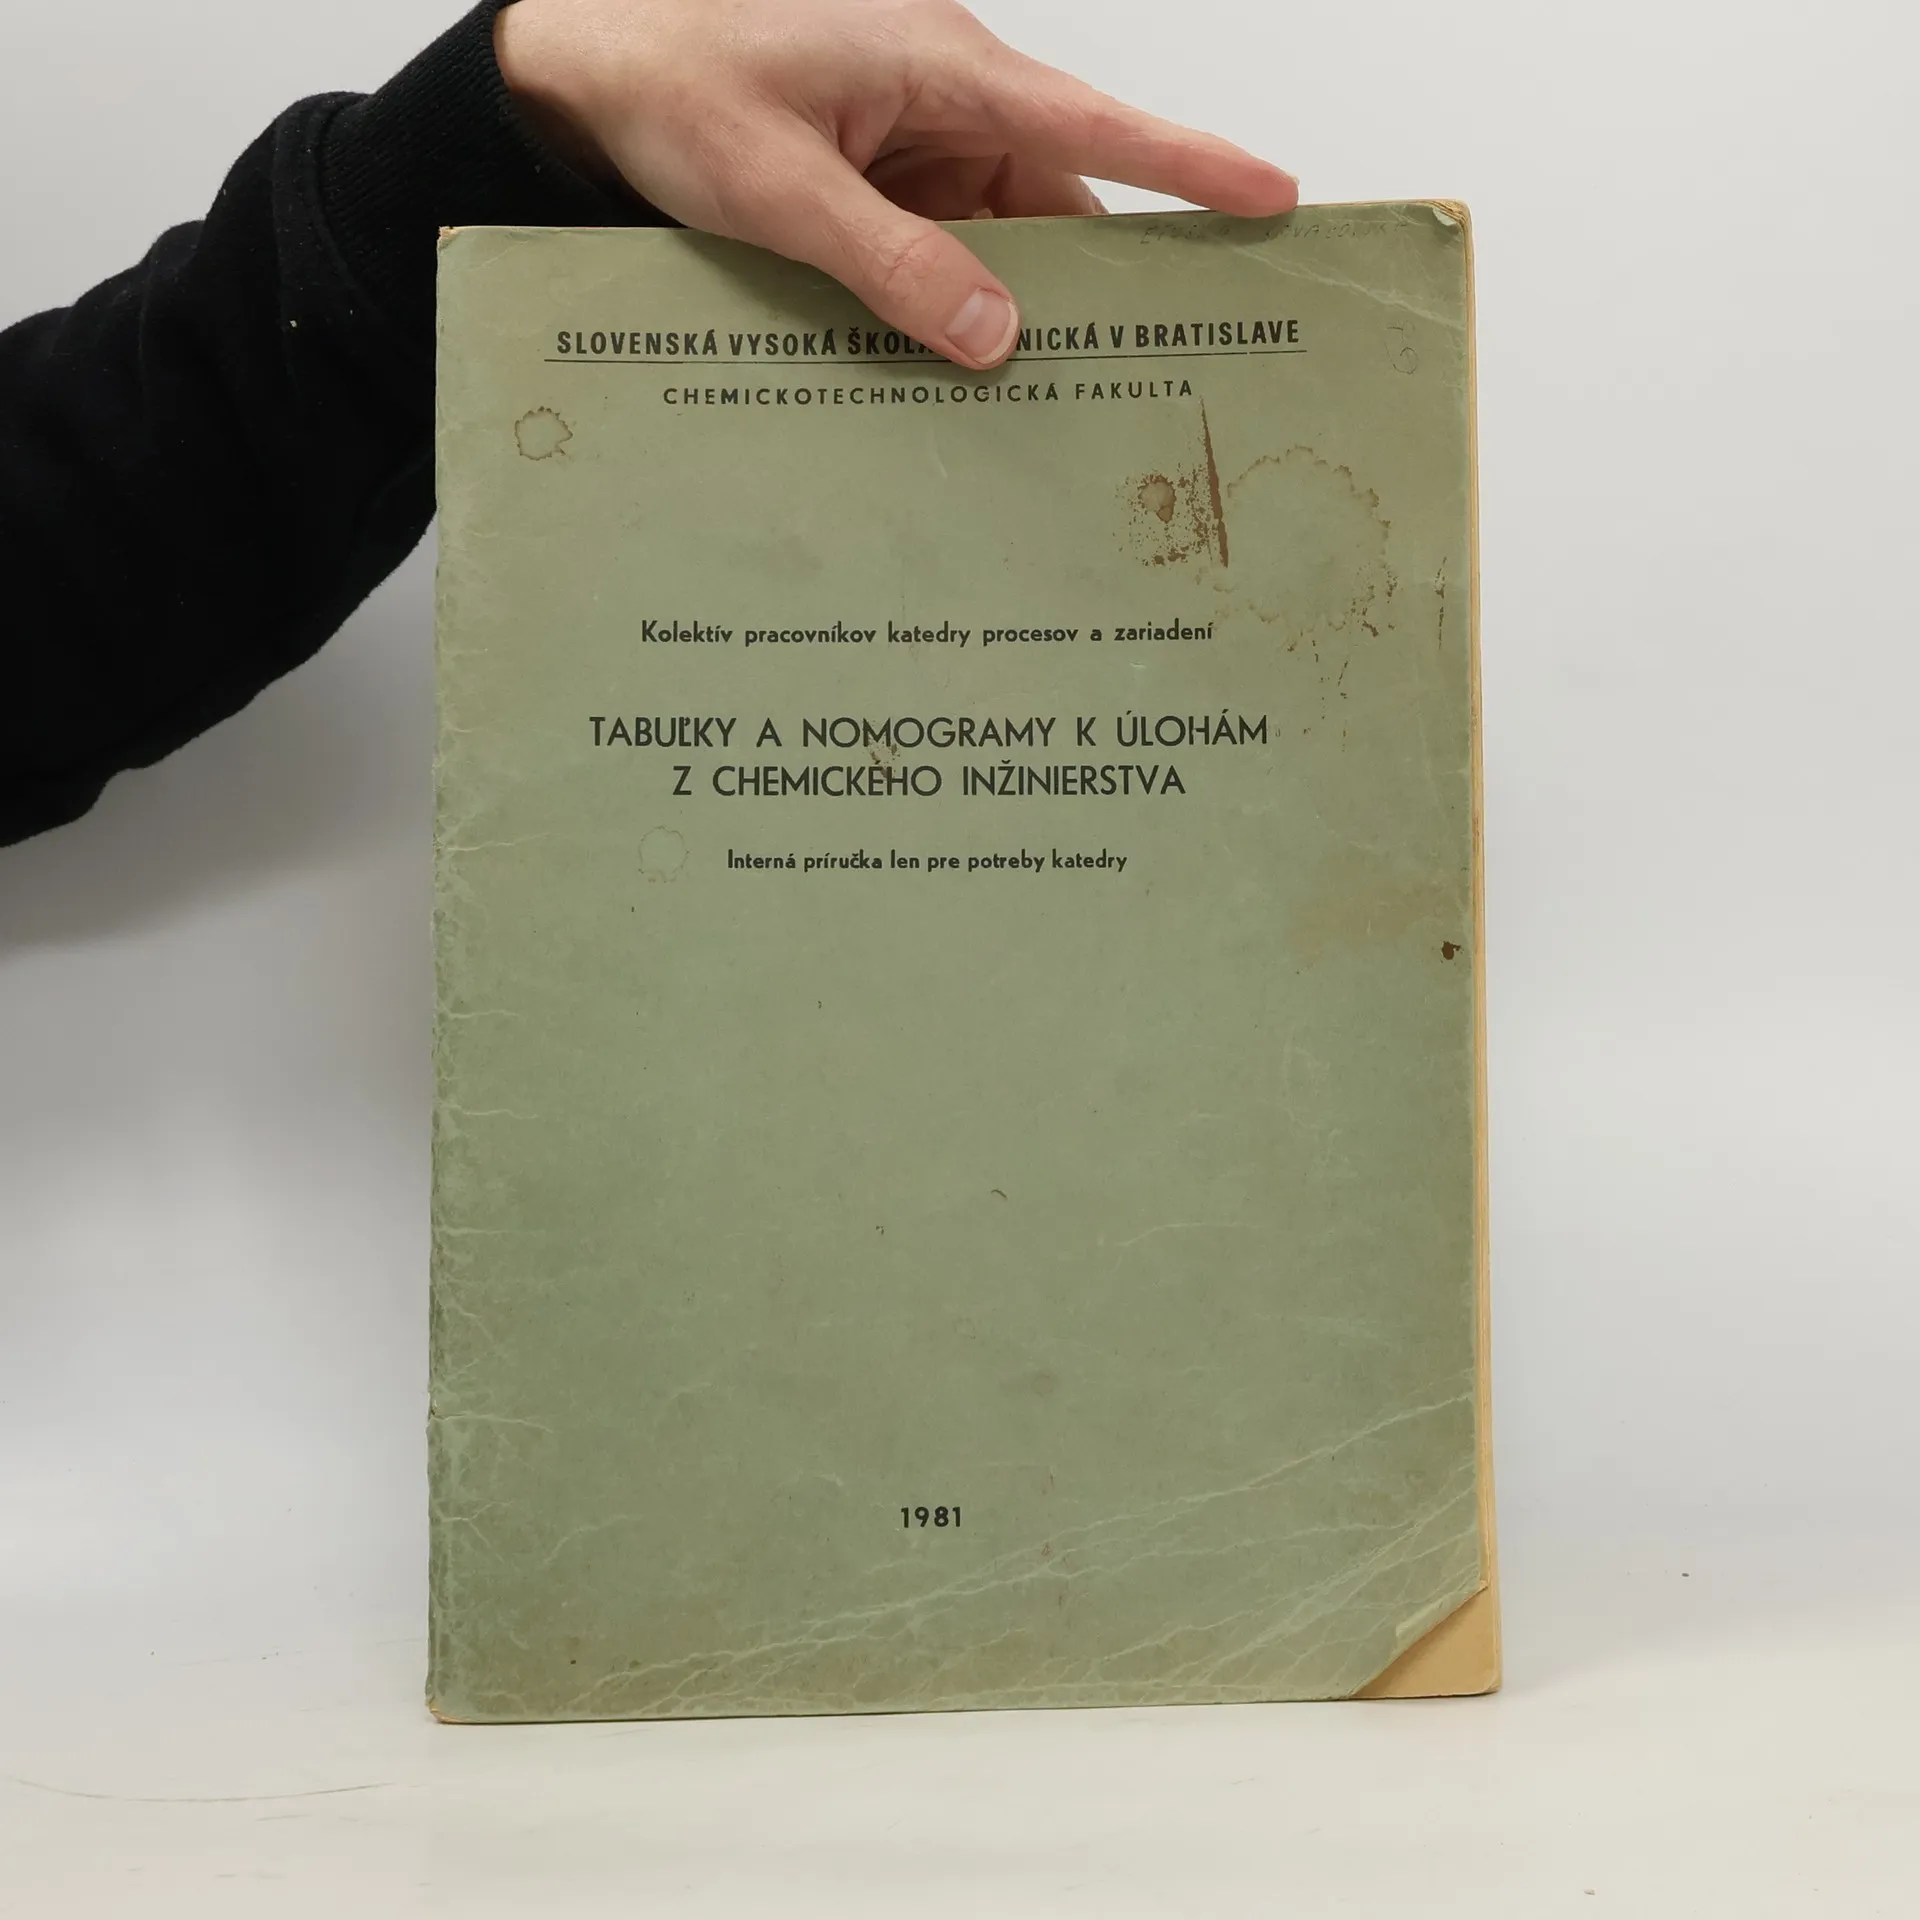 SLOVENSKÁ VYSOKÁ ŠKOLA NICKÁ V BRATISLAVE
CHEMICKOTECHNOLOGICKÁ FAKULTA
Kolektív pracovníkov katedry procesov a zariadení
TABUĽKY A NOMOGRAMY K ÚLOHÁM
Z CHEMICKÉHO INŽINIERSTVA
Interná príručka len pre potreby katedry
1981